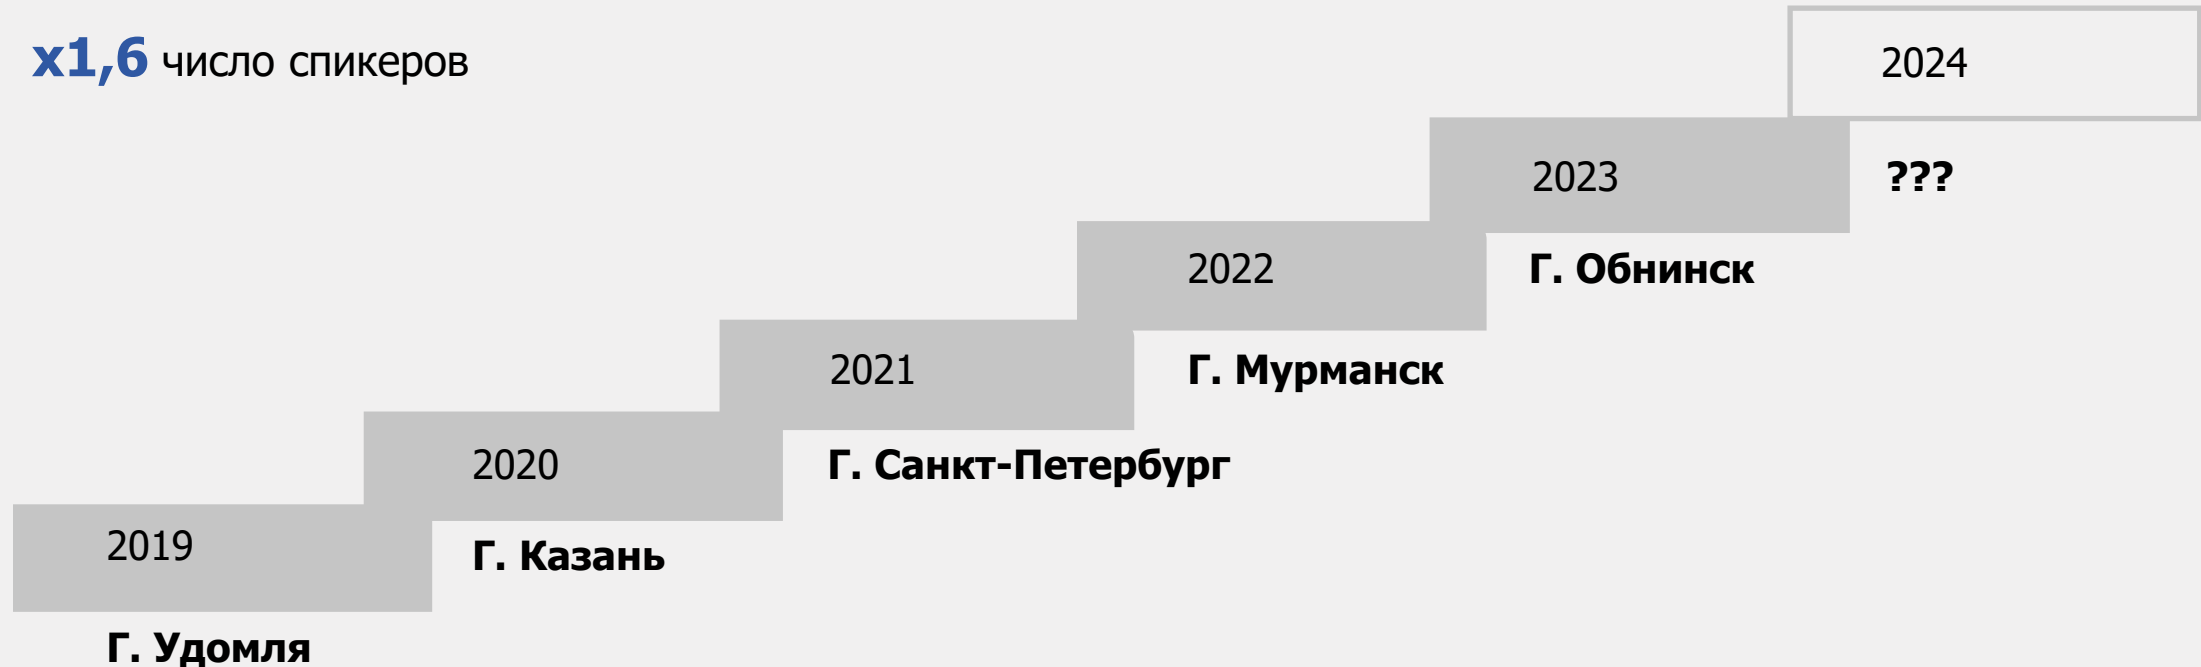 x1,6 число спикеров
2024
???
2023
Г. Обнинск
2022
Г. Мурманск
2021
Г. Санкт-Петербург
2020
Г. Казань
2019
Г. Удомля